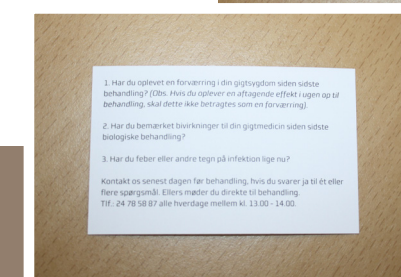 1. Har du oplevet en forværring i din gigtsygdom siden sidste
behandling? (Obs. Hvis du oplever en aftagende effekt i ugen op til
behandling, skal dette ikke betragtes som en forværring).
2. Har du bemærket bivirkninger til din gigtmedicin siden sidste
biologiske behandling?
3. Har du feber eller andre tegn på infektion lige nu?
Kontakt os senest dagen før behandling, hvis du svarer ja til ét eller
flere spørgsmål. Ellers møder du direkte til behandling.
Tlf.: 24 78 58 87 alle hverdage mellem kl. 13.00 - 14.00.